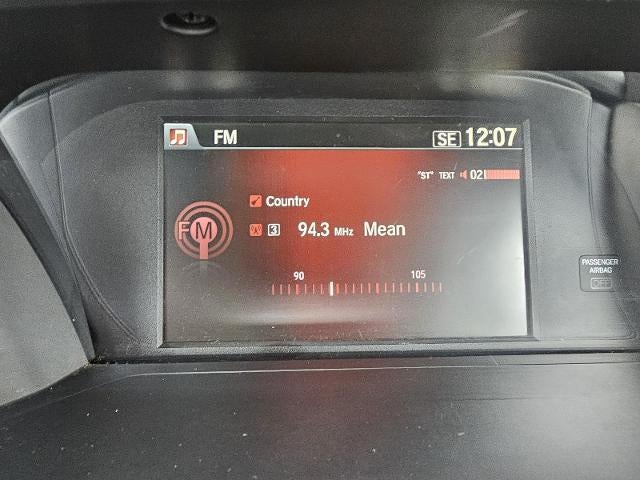 FM SE 12:07
"ST" TEXT 02
Country
FM 3 94.3 MHz Mean
90 105
PASSENGER
AIRBAG
OFF